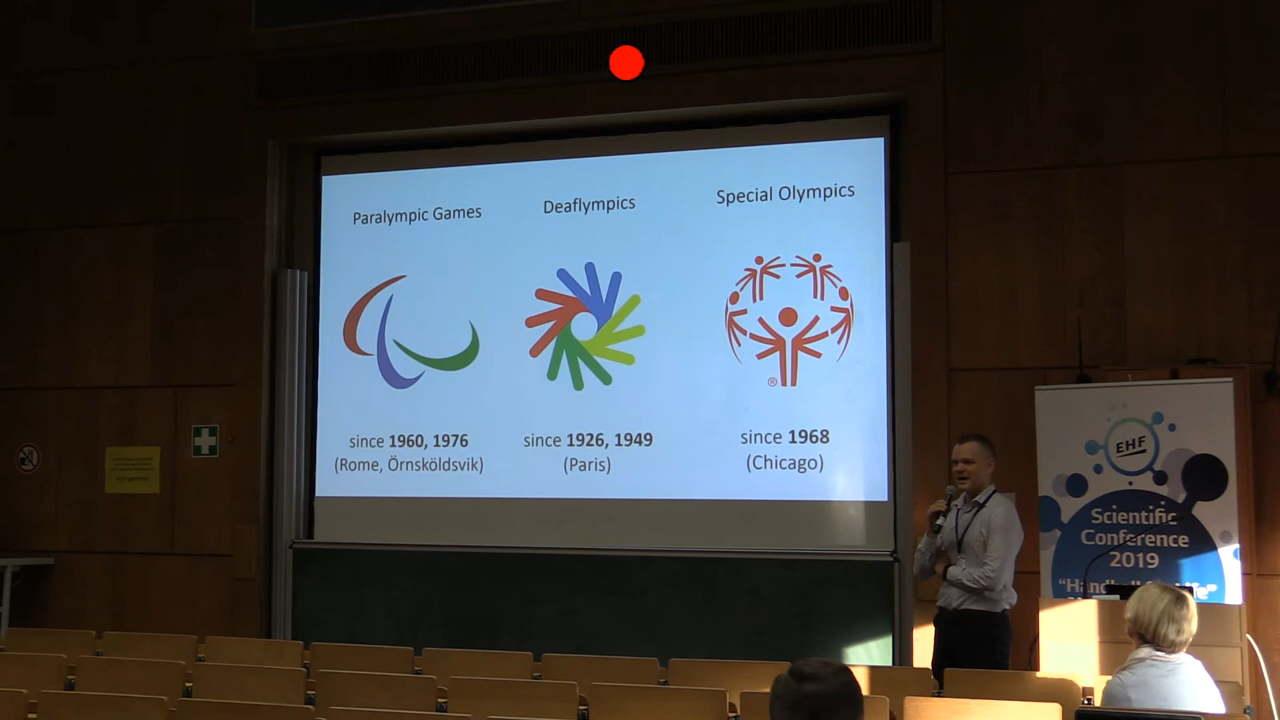 Paralympic Games
Deaflympics
Special Olympics
®
since 1960, 1976
(Rome, Örnsköldsvik)
since 1926, 1949
(Paris)
since 1968
(Chicago)
EHF
Scientific
Conference
2019